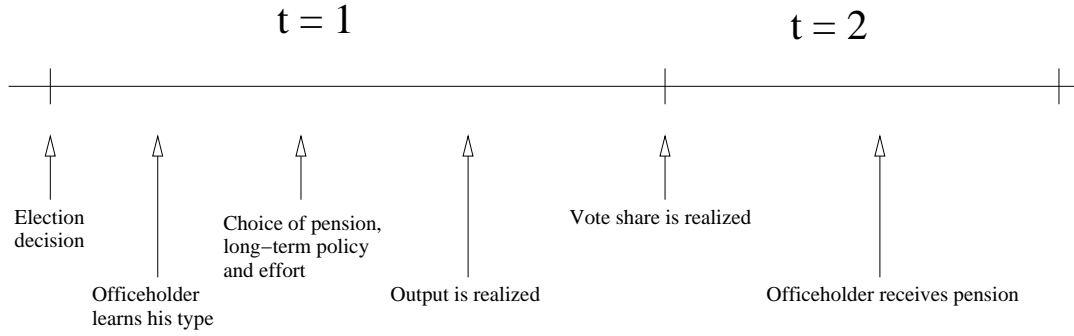 t = 1
t = 2
Election
decision
Officeholder
learns his type
Choice of pension,
long−term policy
and effort
Output is realized
Vote share is realized
Officeholder receives pension